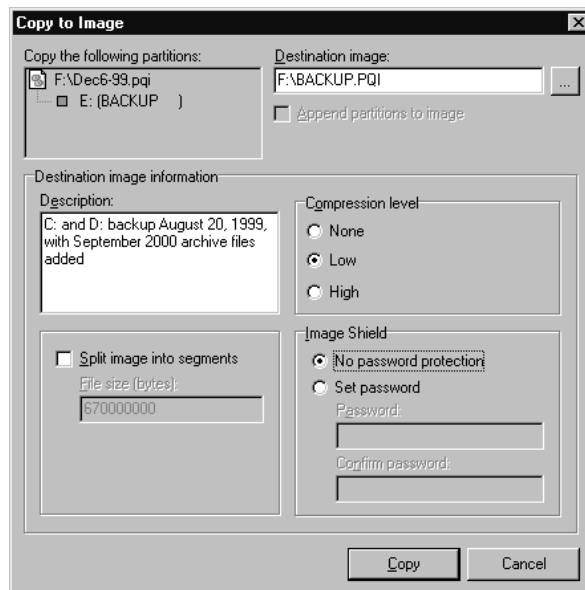 Copy to Image
Copy the following partitions:
F:\Dec6-99.pqi
E: (BACKUP )
Destination image:
F:\BACKUP.PQI
...
Append partitions to image
Destination image information
Description:
C: and D: backup August 20, 1999,
with September 2000 archive files
added
Compression level
None
Low
High
Split image into segments
File size (bytes):
670000000
Image Shield
No password protection
Set password
Password:
Confirm password:
Copy
Cancel